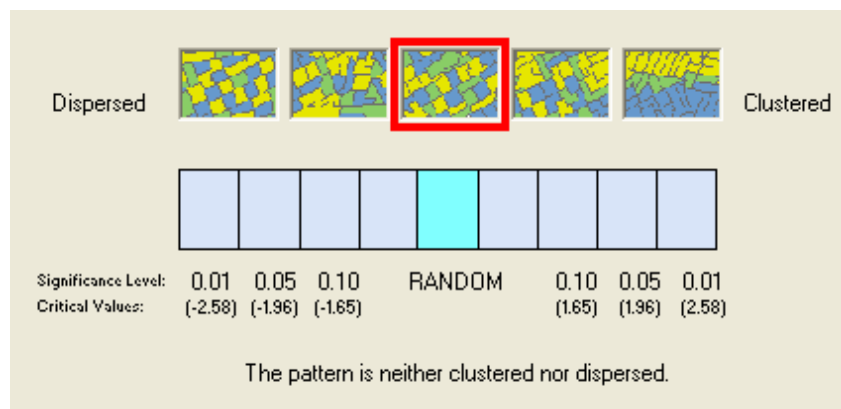 Dispersed
Clustered
Significance Level: 0.01 0.05 0.10 RANDOM 0.10 0.05 0.01
Critical Values: (-2.58) (-1.96) (-1.65) (1.65) (1.96) (2.58)
The pattern is neither clustered nor dispersed.